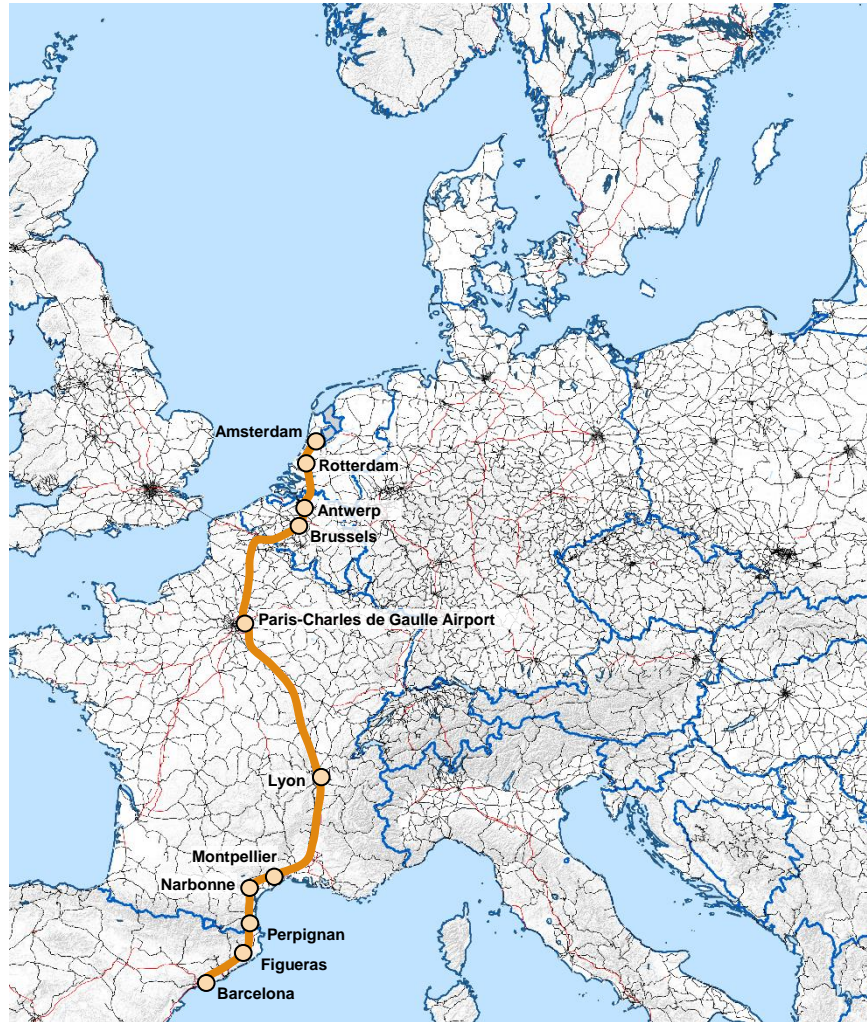 Amsterdam
Rotterdam
Antwerp
Brussels
Paris-Charles de Gaulle Airport
Lyon
Montpellier
Narbonne
Perpignan
Figueras
Barcelona